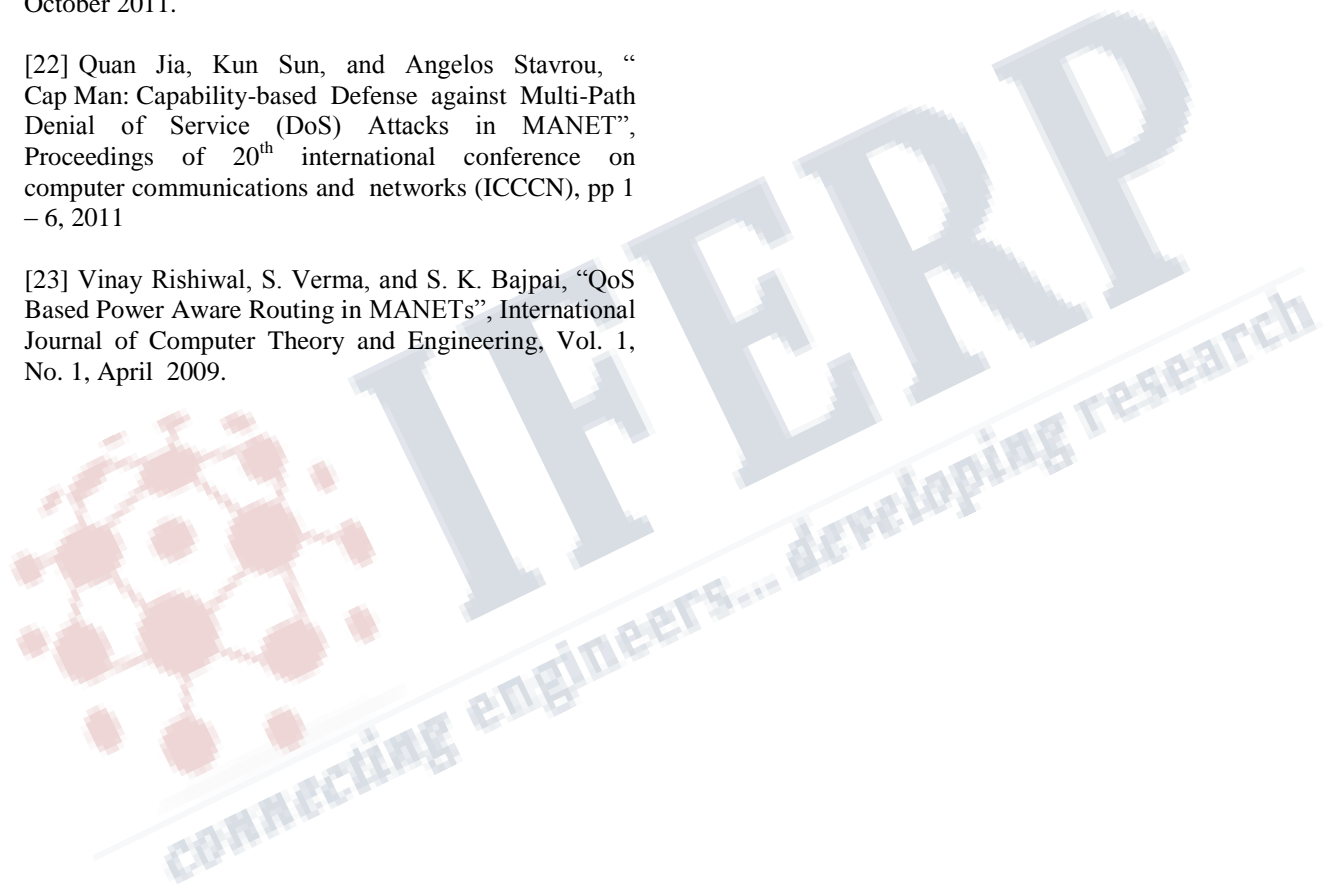 October 2011.
[22] Quan Jia, Kun Sun, and Angelos Stavrou, “
Cap Man: Capability-based Defense against Multi-Path
Denial of Service (DoS) Attacks in MANET”,
Proceedings of 20th international conference on
computer communications and networks (ICCCN), pp 1
– 6, 2011
[23] Vinay Rishiwal, S. Verma, and S. K. Bajpai, “QoS
Based Power Aware Routing in MANETs”, International
Journal of Computer Theory and Engineering, Vol. 1,
No. 1, April 2009.
IFERP
connecting engineers... developing research